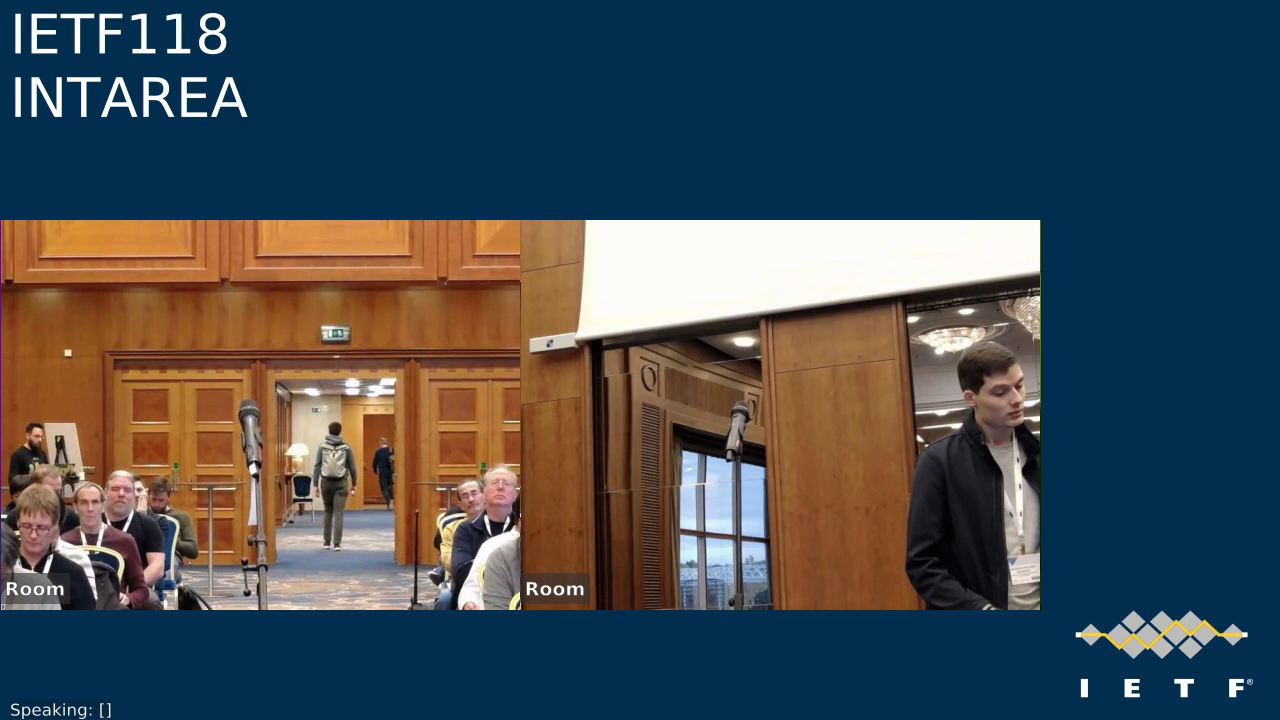 IETF118
INTAREA
Room
Room
I E T F®
Speaking: []